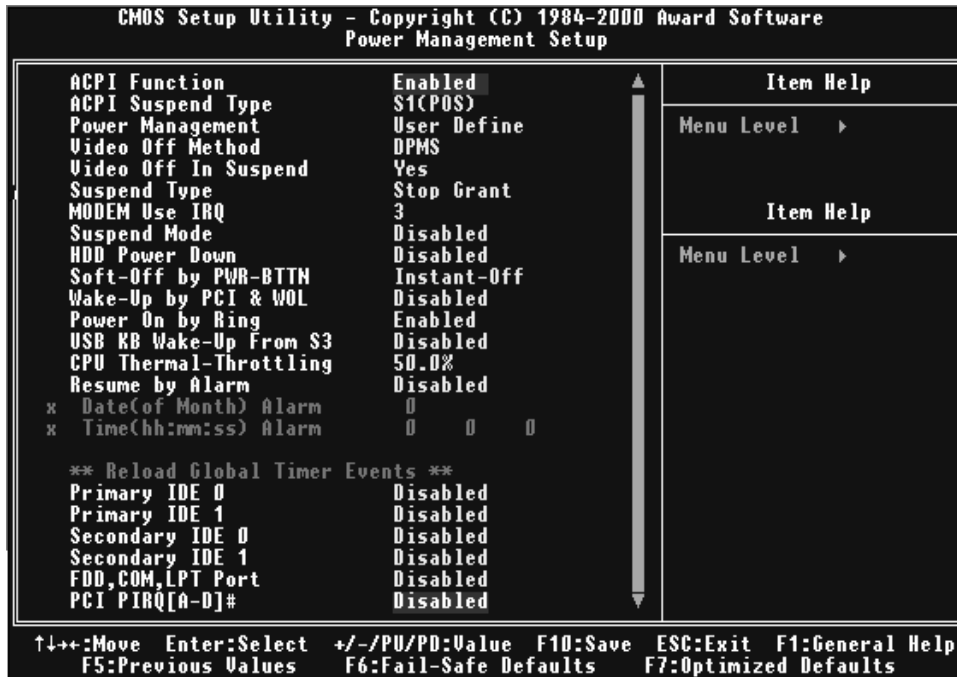 CMOS Setup Utility - Copyright (C) 1984-2000 Award Software
Power Management Setup
ACPI Function Enabled
ACPI Suspend Type S1(POS)
Power Management User Define
Video Off Method DPMS
Video Off In Suspend Yes
Suspend Type Stop Grant
MODEM Use IRQ 3
Suspend Mode Disabled
HDD Power Down Disabled
Soft-Off by PWR-BTTN Instant-Off
Wake-Up by PCI & WOL Disabled
Power On by Ring Enabled
USB KB Wake-Up From S3 Disabled
CPU Thermal-Throttling 50.0%
Resume by Alarm Disabled
x Date(of Month) Alarm 0
x Time(hh:mm:ss) Alarm 0 0 0
** Reload Global Timer Events **
Primary IDE 0 Disabled
Primary IDE 1 Disabled
Secondary IDE 0 Disabled
Secondary IDE 1 Disabled
FDD,COM,LPT Port Disabled
PCI PIRQ[A-D]# Disabled
Item Help
Menu Level ▸
Item Help
Menu Level ▸
↑↓→←:Move Enter:Select +/-/PU/PD:Value F10:Save ESC:Exit F1:General Help
F5:Previous Values F6:Fail-Safe Defaults F7:Optimized Defaults